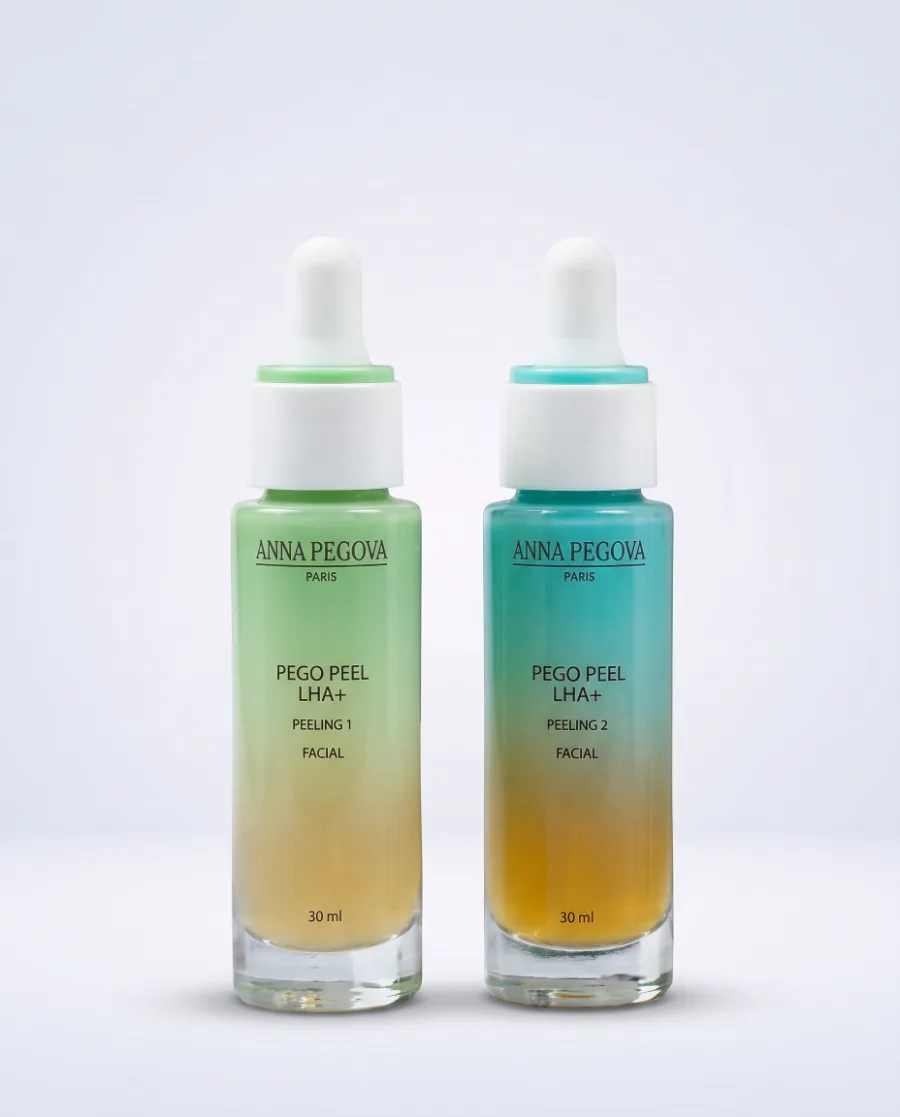 ANNA PEGOVA
PARIS
PEGO PEEL
LHA+
PEELING 1
FACIAL
30 ml
ANNA PEGOVA
PARIS
PEGO PEEL
LHA+
PEELING 2
FACIAL
30 ml